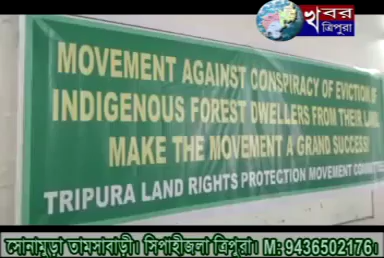 খবর
ত্রিপুরা
MOVEMENT AGAINST CONSPIRACY OF EVICTION OF
INDIGENOUS FOREST DWELLERS FROM THEIR LAND
MAKE THE MOVEMENT A GRAND SUCCESS!
TRIPURA LAND RIGHTS PROTECTION MOVEMENT
সোনামুড়া তামসাবাড়ী। সিপাহীজলা ত্রিপুরা। M: 9436502176।